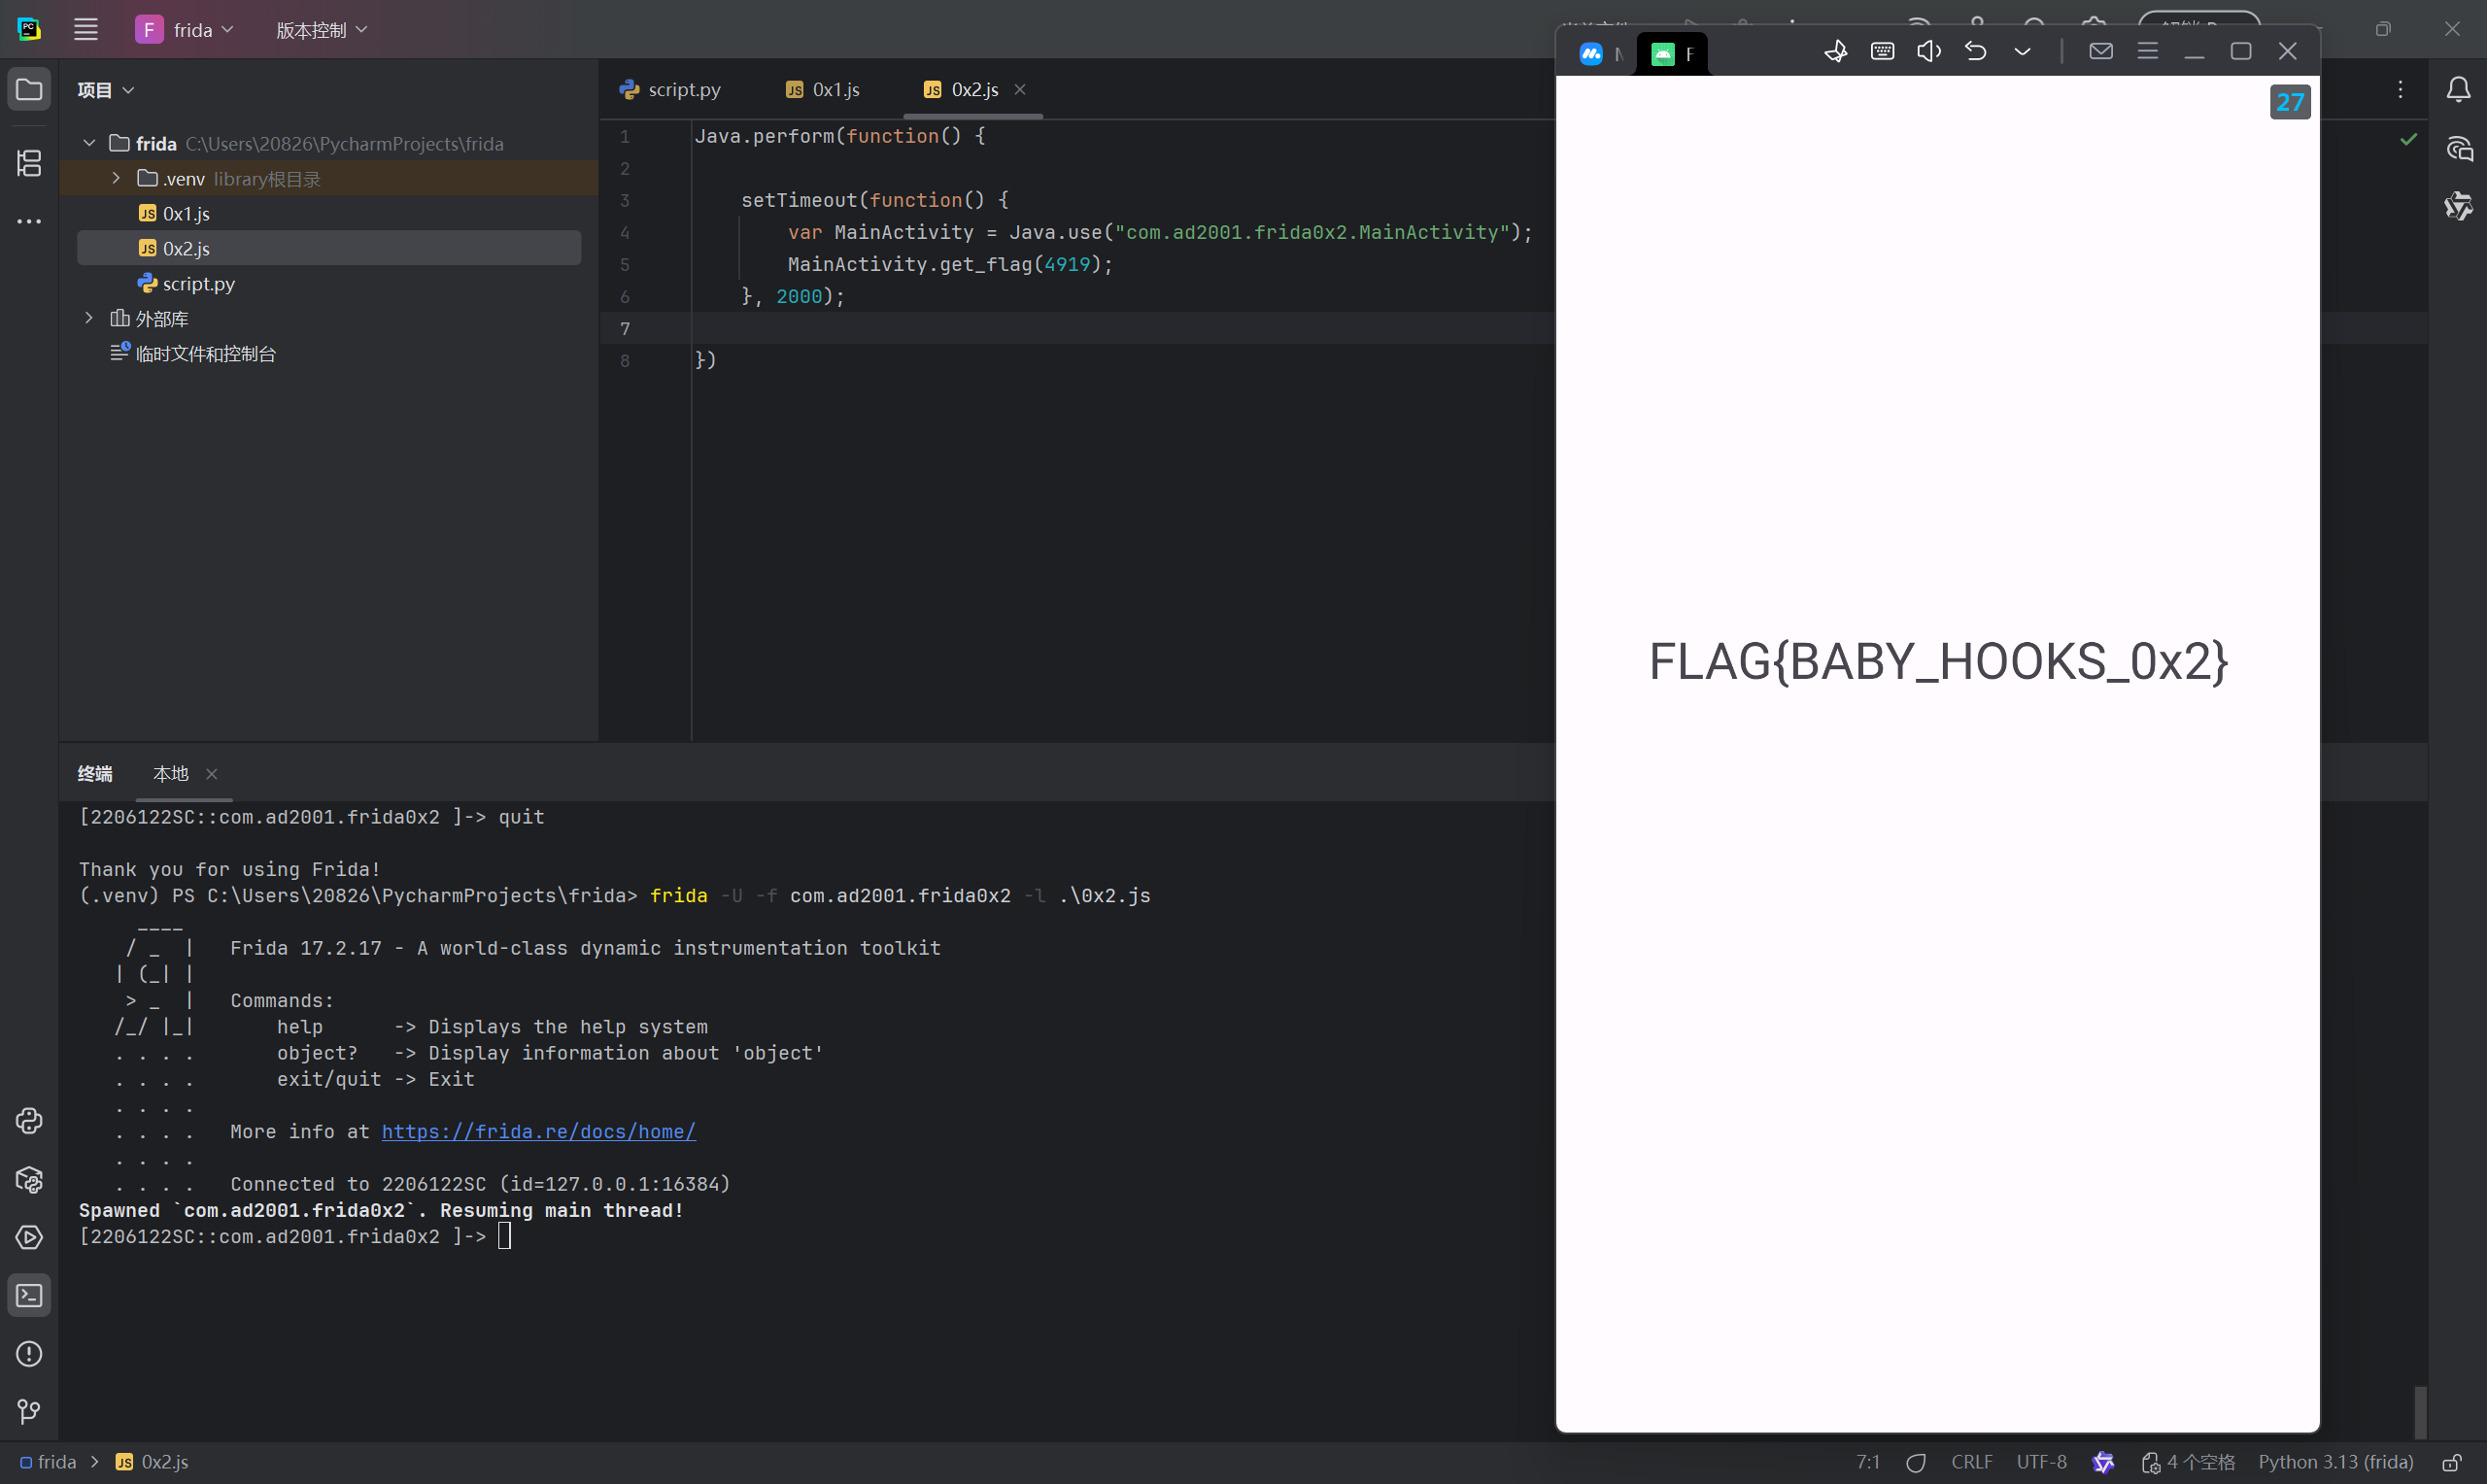 F frida 版本控制
项目
frida C:\Users\20826\PycharmProjects\frida
.venv library根目录
0x1.js
0x2.js
script.py
外部库
临时文件和控制台
script.py 0x1.js 0x2.js
1 Java.perform(function() {
2
3 setTimeout(function() {
4 var MainActivity = Java.use("com.ad2001.frida0x2.MainActivity");
5 MainActivity.get_flag(4919);
6 }, 2000);
7
8 })
F
27
FLAG{BABY_HOOKS_0x2}
终端 本地
[2206122SC::com.ad2001.frida0x2 ]-> quit
Thank you for using Frida!
(.venv) PS C:\Users\20826\PycharmProjects\frida> frida -U -f com.ad2001.frida0x2 -l .\0x2.js
____
/ _ | Frida 17.2.17 - A world-class dynamic instrumentation toolkit
| (_| |
> _ | Commands:
/_/ |_| help -> Displays the help system
. . . . object? -> Display information about 'object'
. . . . exit/quit -> Exit
. . . .
. . . . More info at https://frida.re/docs/home/
. . . .
. . . . Connected to 2206122SC (id=127.0.0.1:16384)
Spawned `com.ad2001.frida0x2`. Resuming main thread!
[2206122SC::com.ad2001.frida0x2 ]->
frida > 0x2.js
7:1 CRLF UTF-8 4 个空格 Python 3.13 (frida)